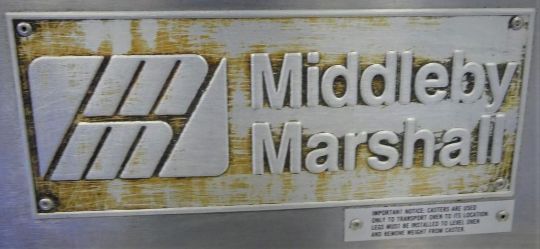 Middleby
Marshall
IMPORTANT NOTICE: CASTERS ARE USED
ONLY TO TRANSPORT OVEN TO ITS LOCATION
LEGS MUST BE INSTALLED TO LEVEL OVEN
AND REMOVE WEIGHT FROM CASTER.